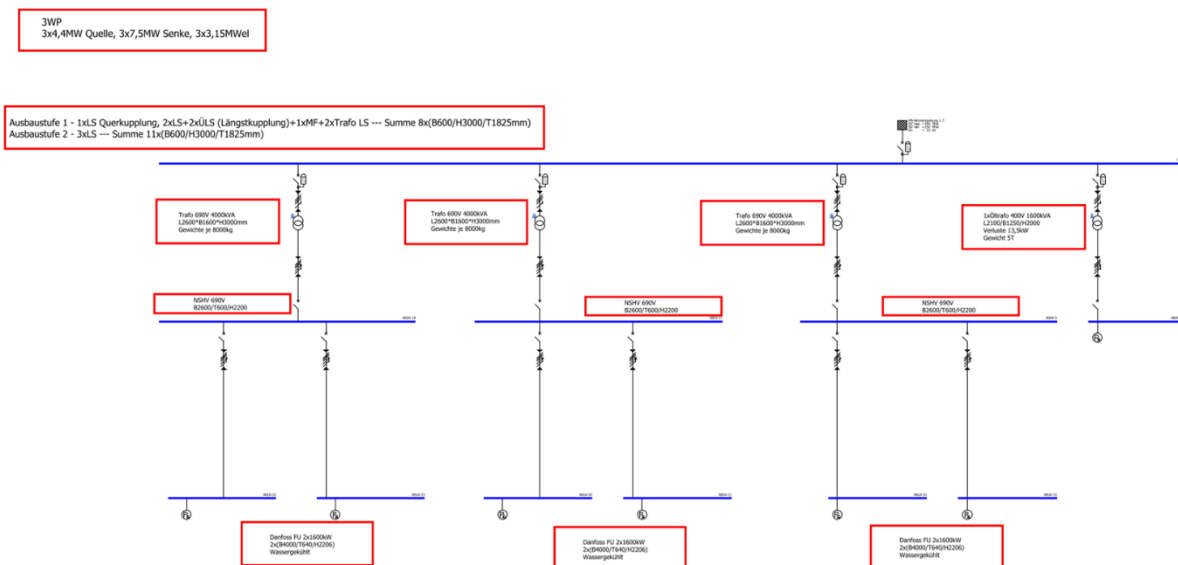 3WP
3x4,4MW Quelle, 3x7,5MW Senke, 3x3,15MWel
Ausbaustufe 1 - 1xLS Querkupplung, 2xLS+2xÜLS (Längstkupplung)+1xMF+2xTrafo LS --- Summe 8x(B600/H3000/T1825mm)
Ausbaustufe 2 - 3xLS --- Summe 11x(B600/H3000/T1825mm)
Trafo 690V 4000kVA
L2600*B1600*H3000mm
Gewichte je 8000kg
Trafo 690V 4000kVA
L2600*B1600*H3000mm
Gewichte je 8000kg
Trafo 690V 4000kVA
L2600*B1600*H3000mm
Gewichte je 8000kg
1xÖltrafo 400V 1600kVA
L2100/B1250/H2000
Verluste 13,5kW
Gewicht 5T
NSHV 690V
B2600/T600/H2200
NSHV 690V
B2600/T600/H2200
NSHV 690V
B2600/T600/H2200
Danfoss FU 2x1600kW
2x(B4000/T640/H2206)
Wassergekühlt
Danfoss FU 2x1600kW
2x(B4000/T640/H2206)
Wassergekühlt
Danfoss FU 2x1600kW
2x(B4000/T640/H2206)
Wassergekühlt